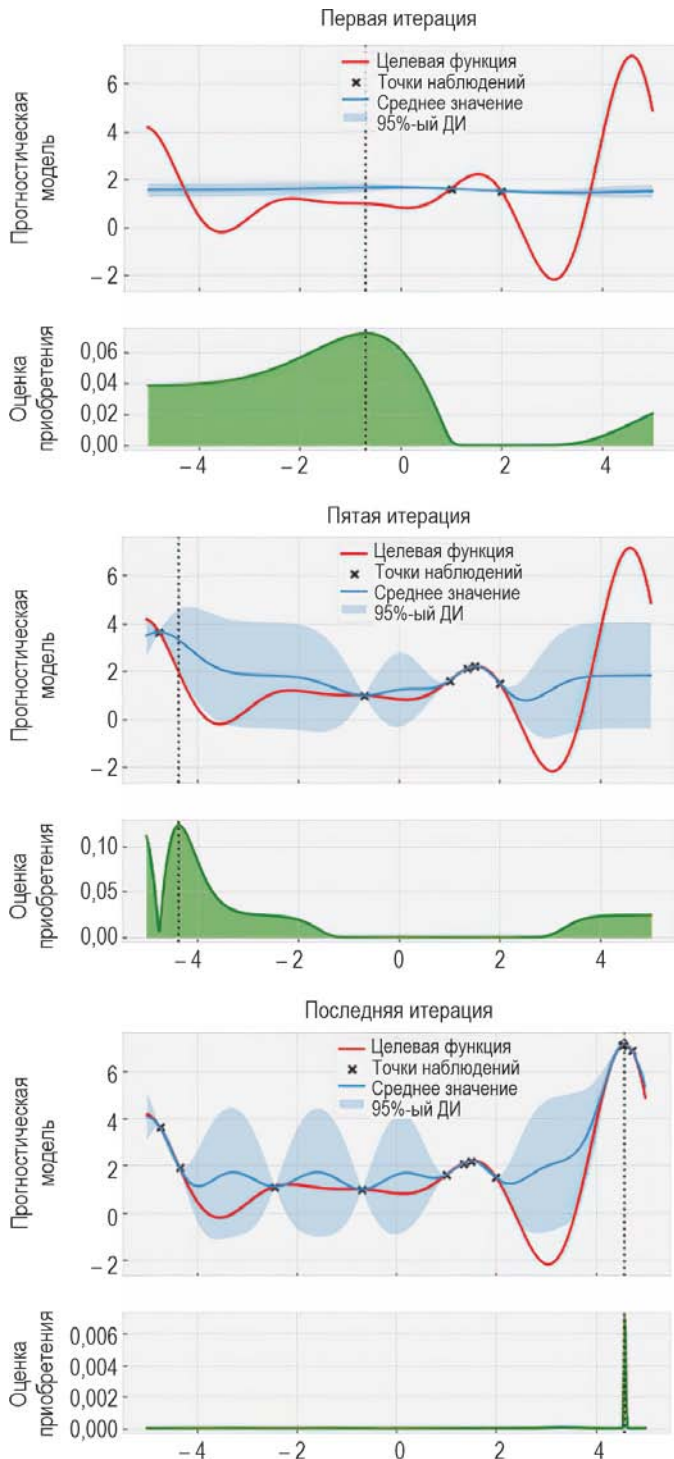 Первая итерация
Целевая функция
Точки наблюдений
Среднее значение
95%-ый ДИ
Прогностическая
модель
6
4
2
0
– 2
Оценка
приобретения
0,06
0,04
0,02
0,00
– 4
– 2
0
2
4
Пятая итерация
Целевая функция
Точки наблюдений
Среднее значение
95%-ый ДИ
Прогностическая
модель
6
4
2
0
– 2
Оценка
приобретения
0,10
0,05
0,00
– 4
– 2
0
2
4
Последняя итерация
Целевая функция
Точки наблюдений
Среднее значение
95%-ый ДИ
Прогностическая
модель
6
4
2
0
– 2
Оценка
приобретения
0,006
0,004
0,002
0,000
– 4
– 2
0
2
4